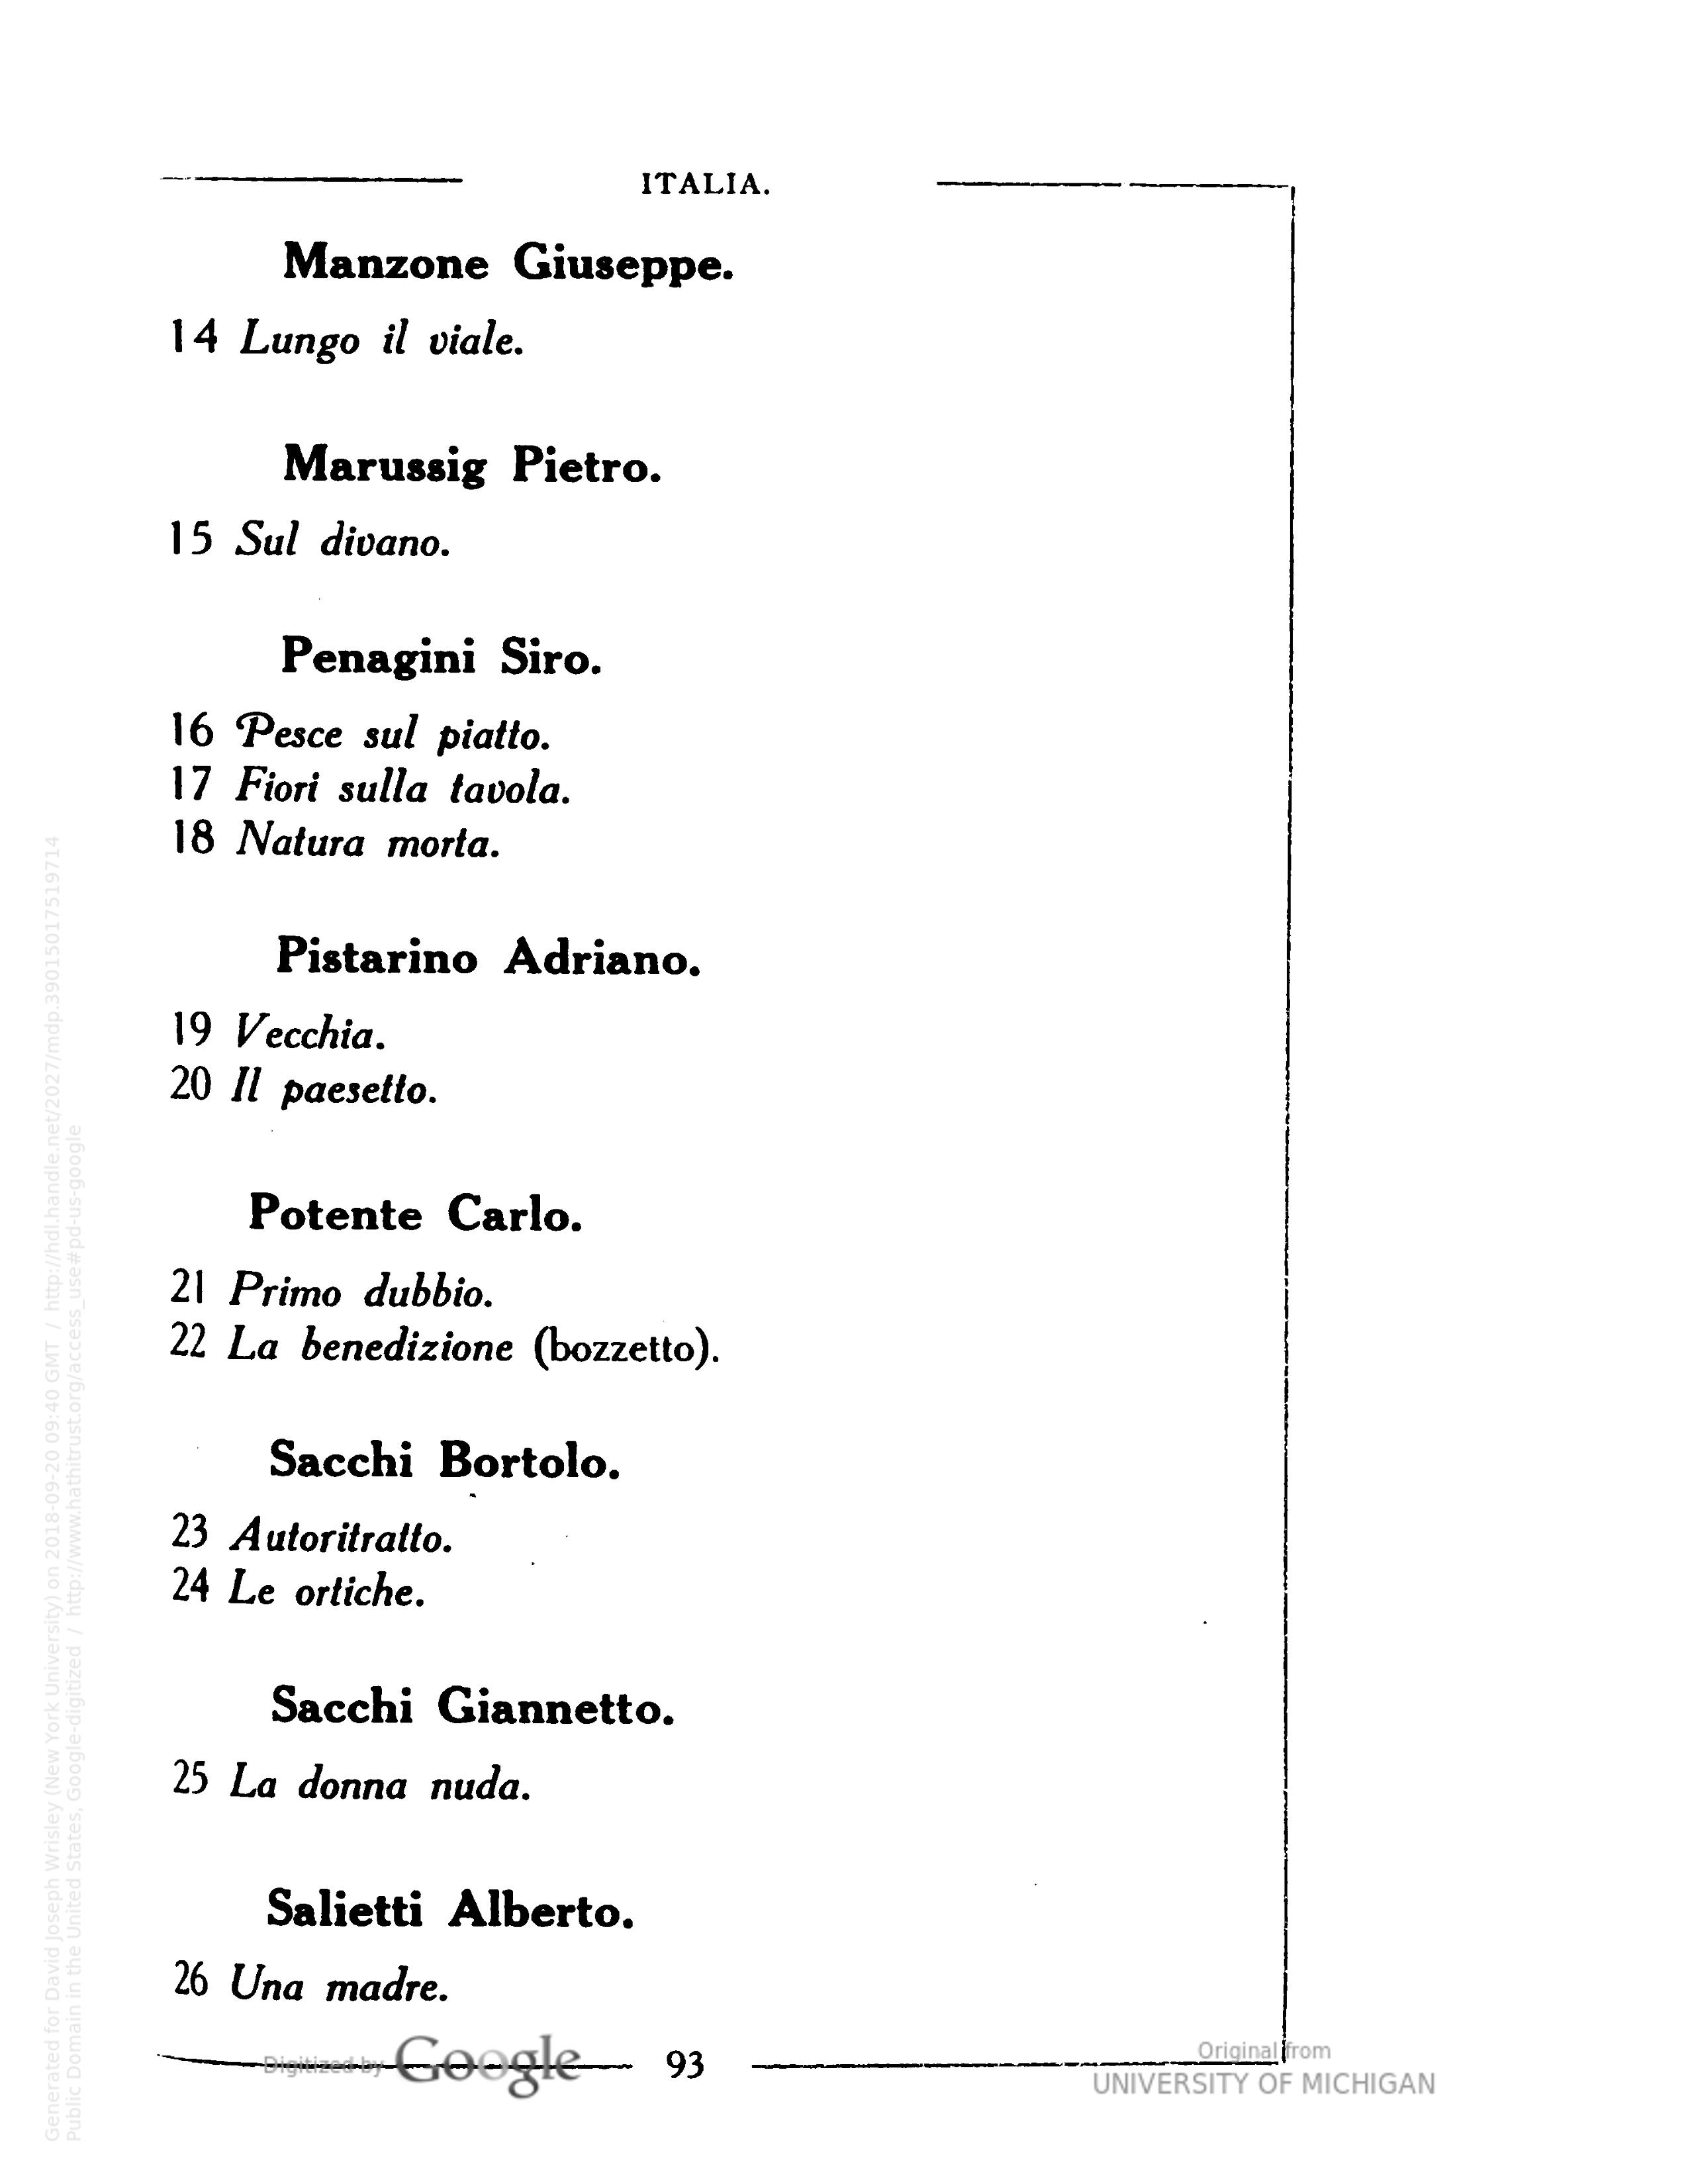 ITALIA.
Manzone Giuseppe.
14 Lungo il viale.
Marussig Pietro.
15 Sul divano.
Penagini Siro.
16 Pesce sul piatto.
17 Fiori sulla tavola.
18 Natura morta.
Pistarino Adriano.
19 Vecchia.
20 Il paesetto.
Potente Carlo.
21 Primo dubbio.
22 La benedizione (bozzetto).
Sacchi Bortolo.
23 Autoritratto.
24 Le ortiche.
Sacchi Giannetto.
25 La donna nuda.
Salietti Alberto.
26 Una madre.
93
Digitized by Google
Original from
UNIVERSITY OF MICHIGAN
Generated for David Joseph Wrisley (New York University) on 2018-09-20 09:40 GMT / http://hdl.handle.net/2027/mdp.39015017519714
Public Domain in the United States, Google-digitized / http://www.hathitrust.org/access_use#pd-us-google